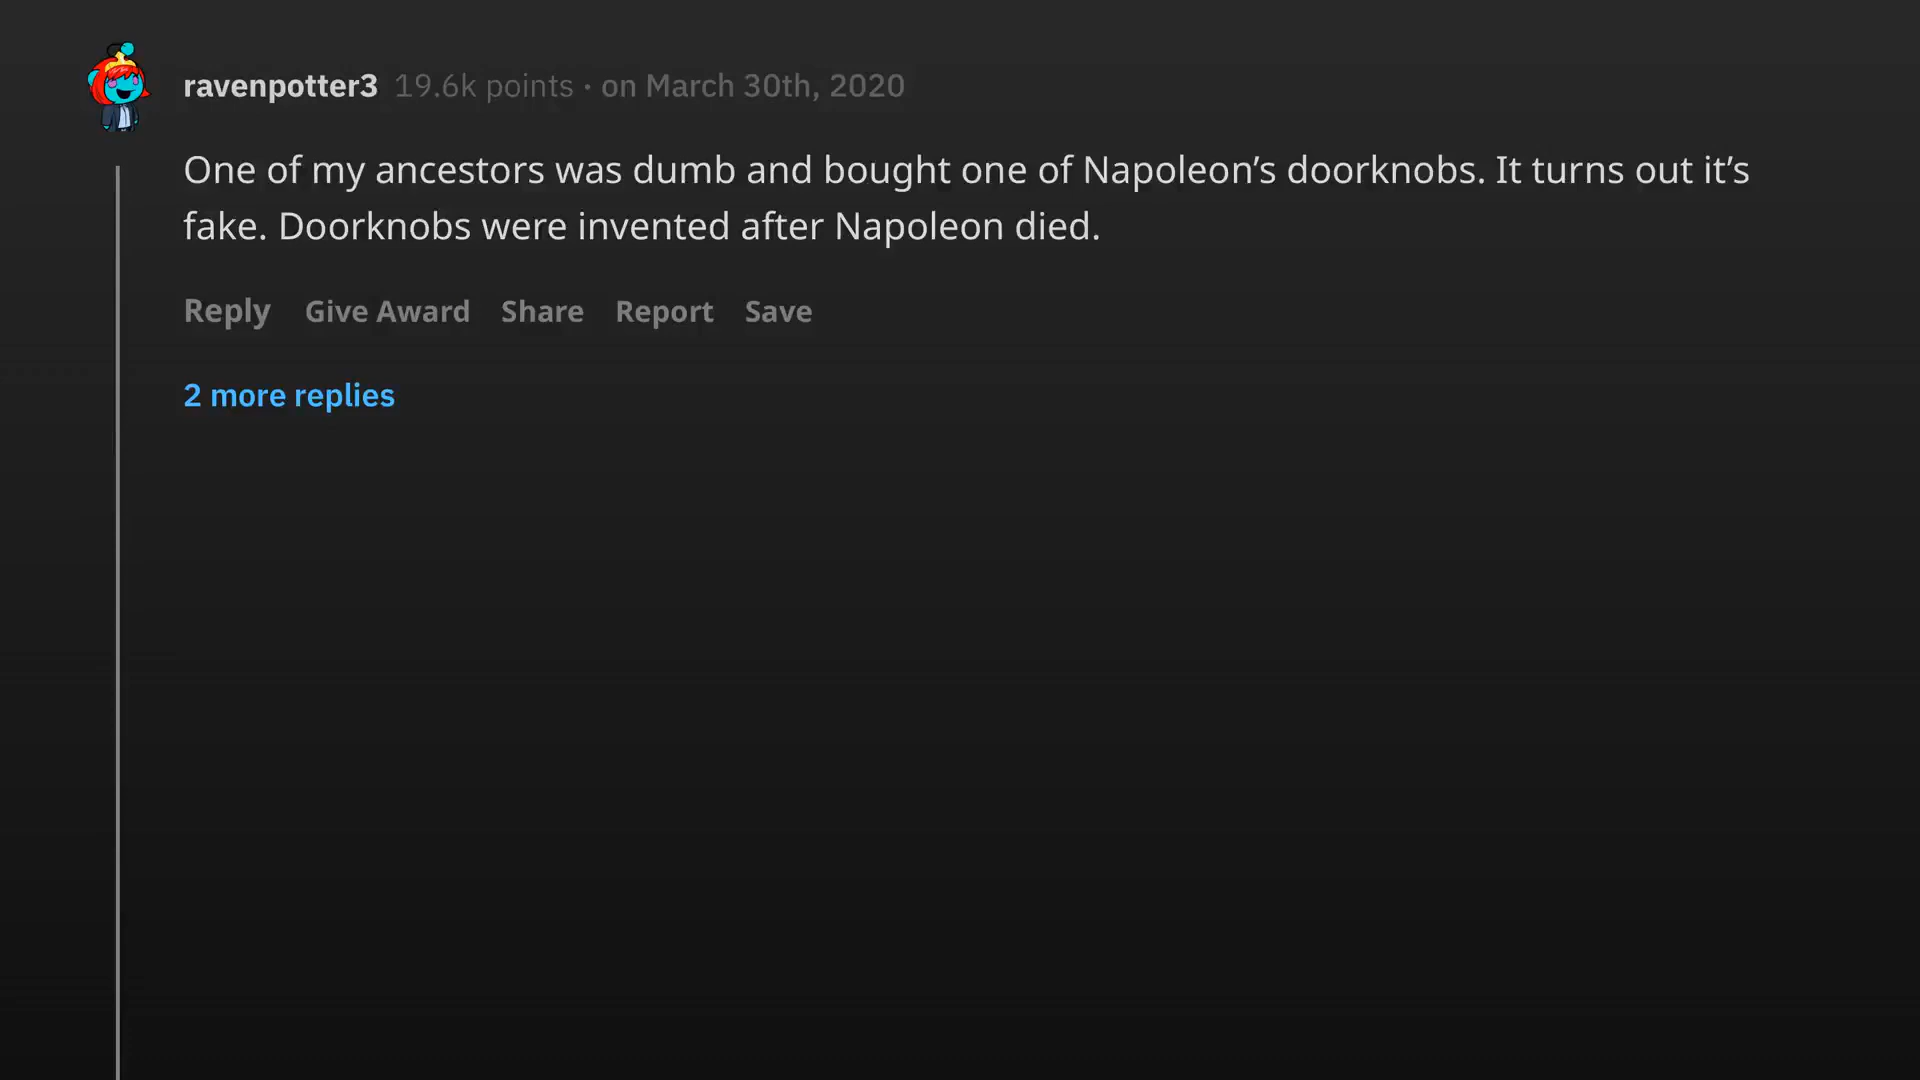 ravenpotter3 19.6k points · on March 30th, 2020
One of my ancestors was dumb and bought one of Napoleon’s doorknobs. It turns out it’s
fake. Doorknobs were invented after Napoleon died.
Reply Give Award Share Report Save
2 more replies